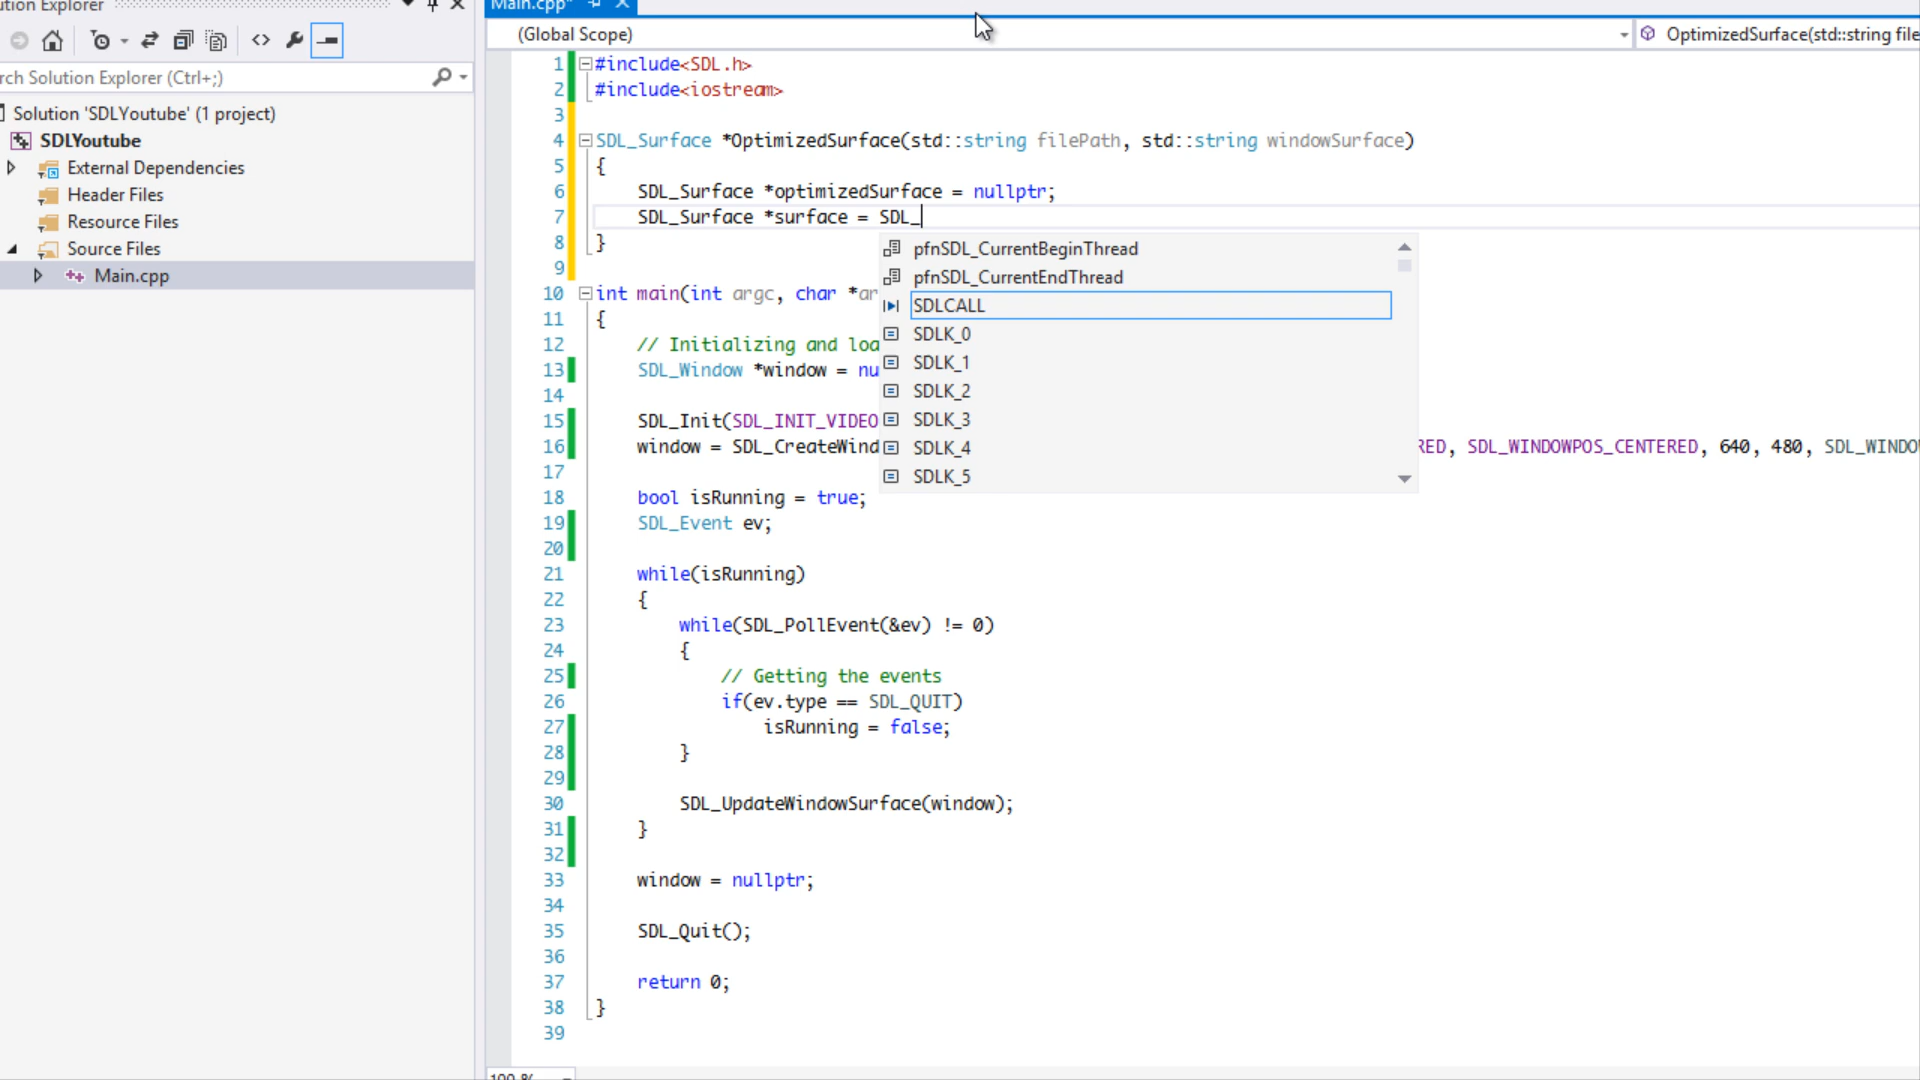 ution Explorer
rch Solution Explorer (Ctrl+;)
Solution 'SDLYoutube' (1 project)
SDLYoutube
External Dependencies
Header Files
Resource Files
Source Files
Main.cpp
Main.cpp*
(Global Scope)
OptimizedSurface(std::string file
1 #include<SDL.h>
2 #include<iostream>
3
4 SDL_Surface *OptimizedSurface(std::string filePath, std::string windowSurface)
5 {
6 SDL_Surface *optimizedSurface = nullptr;
7 SDL_Surface *surface = SDL_
8 }
9
10 int main(int argc, char *ar
11 {
12 // Initializing and loa
13 SDL_Window *window = nu
14
15 SDL_Init(SDL_INIT_VIDEO
16 window = SDL_CreateWind RED, SDL_WINDOWPOS_CENTERED, 640, 480, SDL_WINDO
17
18 bool isRunning = true;
19 SDL_Event ev;
20
21 while(isRunning)
22 {
23 while(SDL_PollEvent(&ev) != 0)
24 {
25 // Getting the events
26 if(ev.type == SDL_QUIT)
27 isRunning = false;
28 }
29
30 SDL_UpdateWindowSurface(window);
31 }
32
33 window = nullptr;
34
35 SDL_Quit();
36
37 return 0;
38 }
39
pfnSDL_CurrentBeginThread
pfnSDL_CurrentEndThread
SDLCALL
SDLK_0
SDLK_1
SDLK_2
SDLK_3
SDLK_4
SDLK_5
100 %